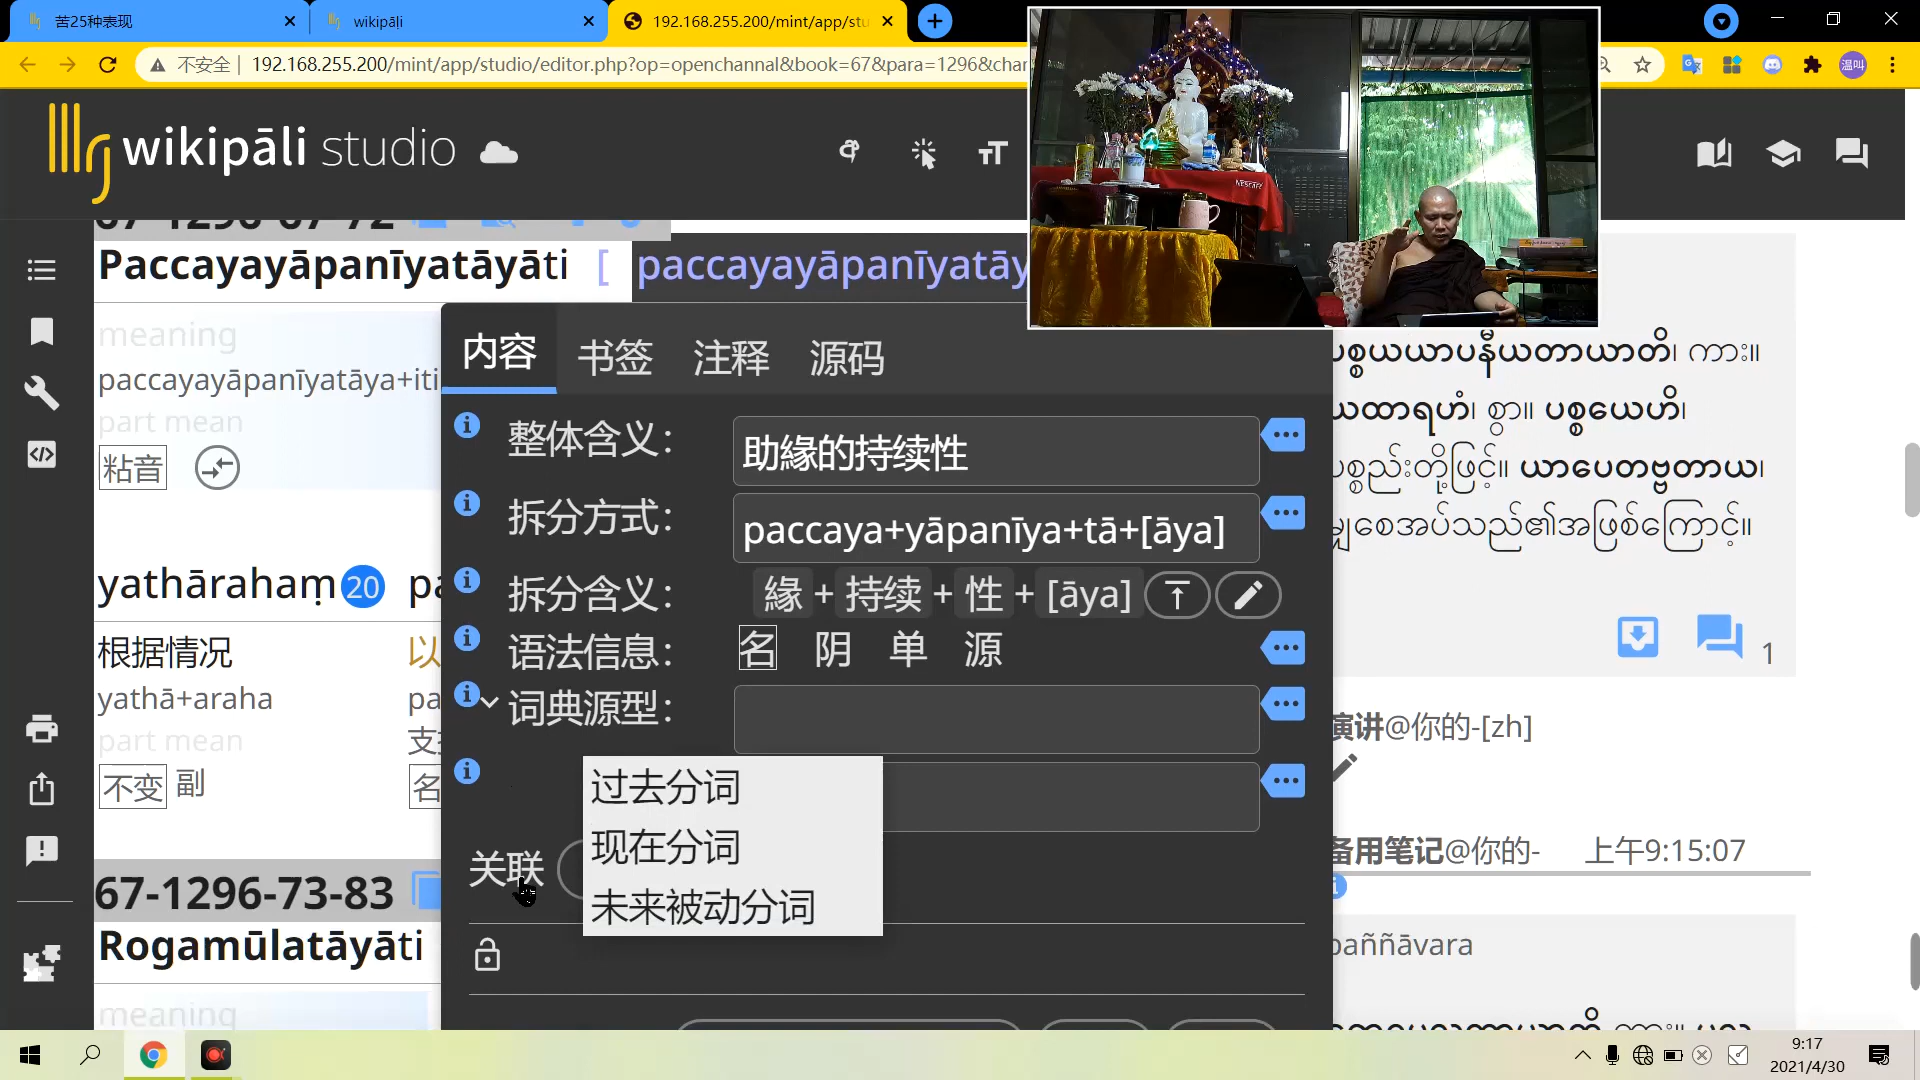 苦25种表现
wikipāḷi
192.168.255.200/mint/app/stu
不安全 | 192.168.255.200/mint/app/studio/editor.php?op=openchannal&book=67&para=1296&chan
温叫
wikipāli studio
Paccayayāpanīyatāyāti [ paccayayāpanīyatāy
meaning
paccayayāpanīyatāya+iti
part mean
粘音
内容 书签 注释 源码
整体含义: 助緣的持续性
拆分方式: paccaya+yāpanīya+tā+[āya]
拆分含义: 緣 + 持续 + 性 + [āya]
语法信息: 名 阴 单 源
词典源型:
过去分词
现在分词
未来被动分词
关联
yathārahaṃ 20 pa
根据情况 以
yathā+araha pa
part mean
不变 副 名
67-1296-73-83
Rogamūlatāyāti
meaning
ပစ္စယယာပနီယတာယာတိ၊ ကား။
ယထာရဟံ၊ စွာ။ ပစ္စယေဟိ၊
ပစ္စည်းတို့ဖြင့်။ ယာပေတဗ္ဗတာယ၊
မျှစေအပ်သည်၏အဖြစ်ကြောင့်။
1
演讲@你的-[zh]
备用笔记@你的- 上午9:15:07
paññāvara
9:17
2021/4/30